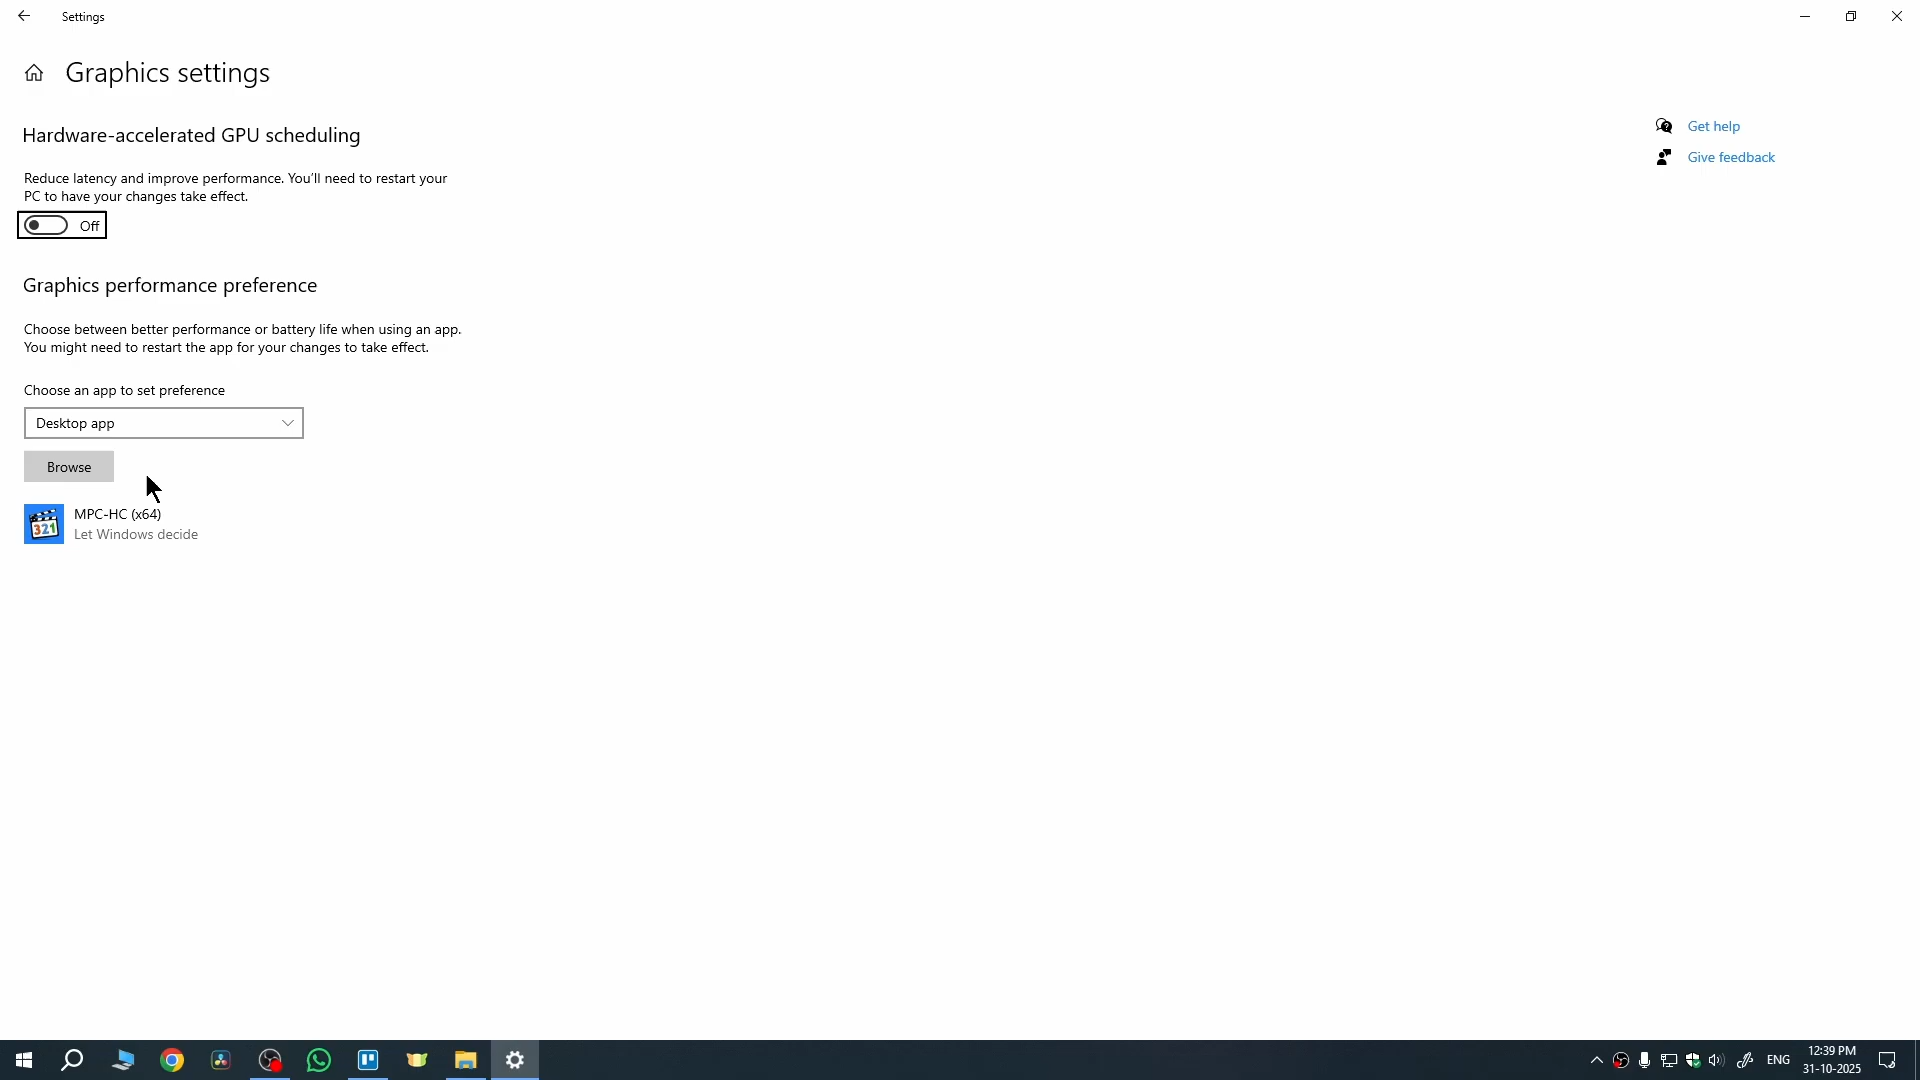 Settings
Graphics settings
Hardware-accelerated GPU scheduling
Reduce latency and improve performance. You'll need to restart your
PC to have your changes take effect.
Off
Graphics performance preference
Choose between better performance or battery life when using an app.
You might need to restart the app for your changes to take effect.
Choose an app to set preference
Desktop app
Browse
321
MPC-HC (x64)
Let Windows decide
Get help
Give feedback
ENG
12:39 PM
31-10-2025